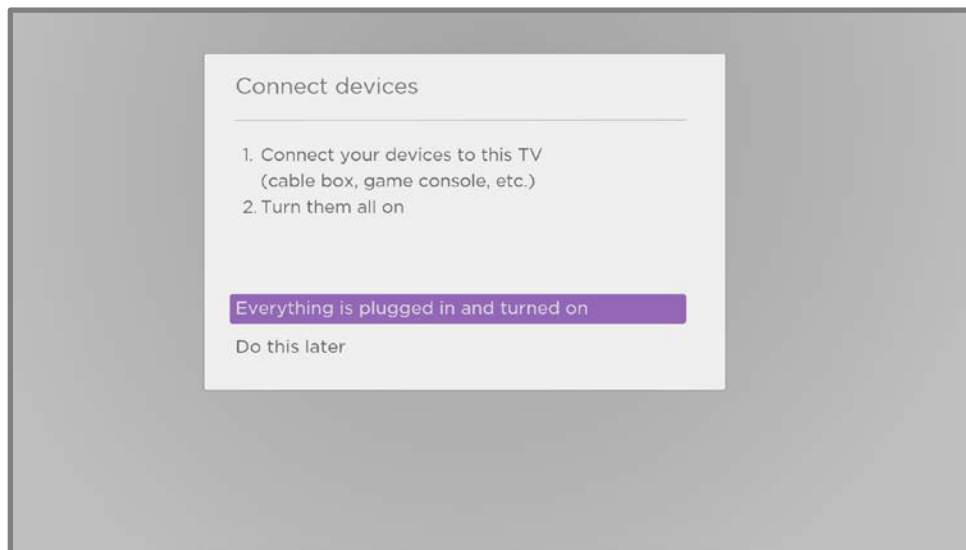 Connect devices
1. Connect your devices to this TV
(cable box, game console, etc.)
2. Turn them all on
Everything is plugged in and turned on
Do this later